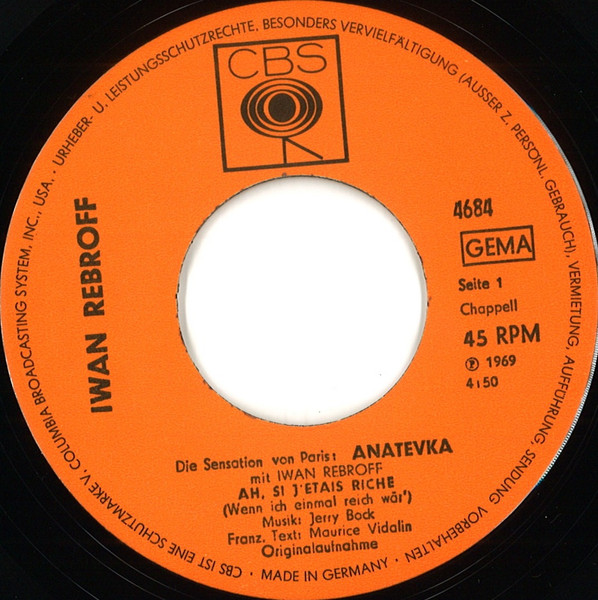 CBS
IWAN REBROFF
4684
GEMA
Seite 1
Chappell
45 RPM
Ⓟ 1969
4:50
Die Sensation von Paris: ANATEVKA
mit IWAN REBROFF
AH, SI J'ETAIS RICHE
(Wenn ich einmal reich wär')
Musik: Jerry Bock
Franz. Text: Maurice Vidalin
Originalaufnahme
CBS IST EINE SCHUTZMARKE V. COLUMBIA BROADCASTING SYSTEM, INC., USA. · URHEBER- U. LEISTUNGSSCHUTZRECHTE, BESONDERS VERVIELFÄLTIGUNG (AUSSER Z. PERSONL. GEBRAUCH), VERMIETUNG, AUFFÜHRUNG, SENDUNG VORBEHALTEN · MADE IN GERMANY ·